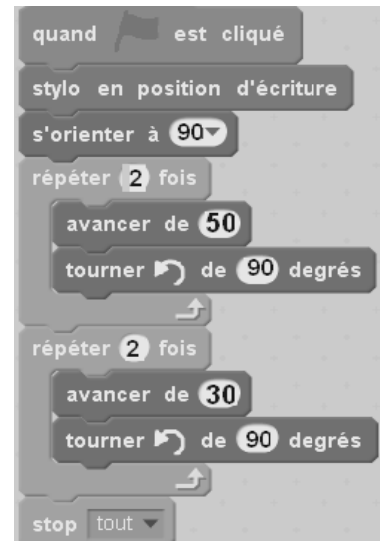 quand est cliqué
stylo en position d'écriture
s'orienter à 90
répéter 2 fois
avancer de 50
tourner de 90 degrés
répéter 2 fois
avancer de 30
tourner de 90 degrés
stop tout